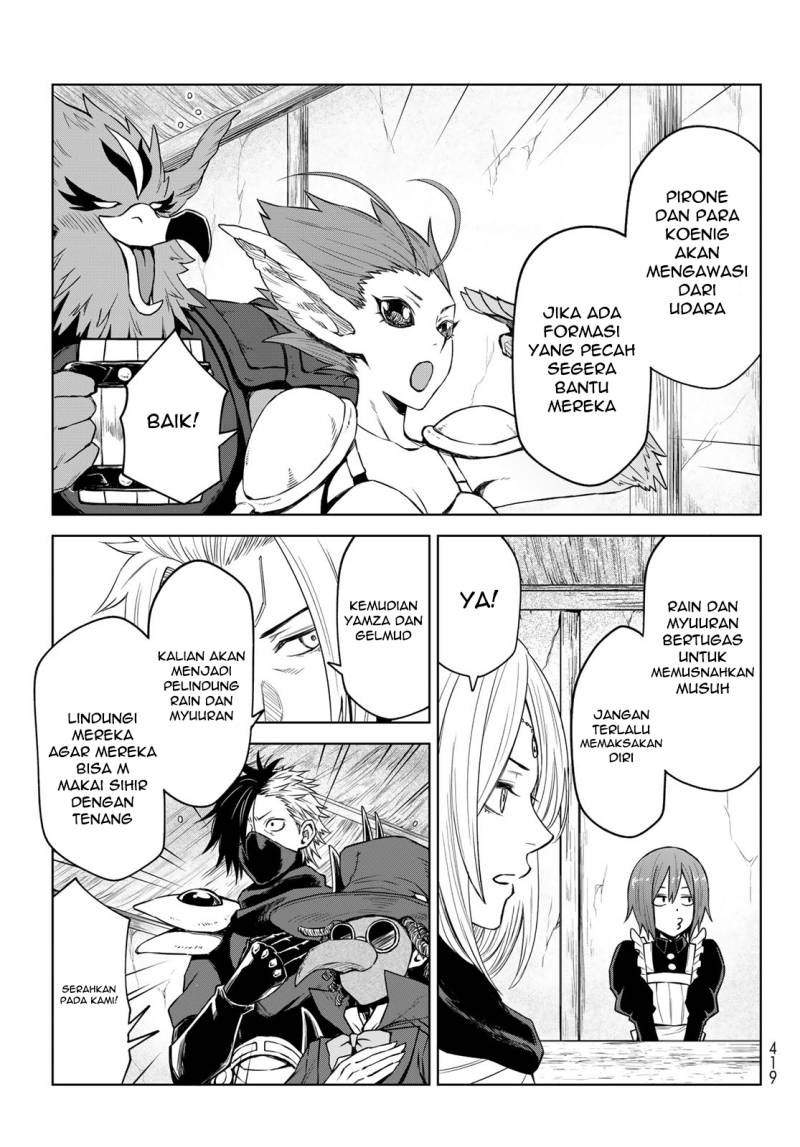 PIRONE
DAN PARA
KOENIG
AKAN
MENGAWASI
DARI
UDARA
JIKA ADA
FORMASI
YANG PECAH
SEGERA
BANTU
MEREKA
BAIK!
RAIN DAN
MYUURAN
BERTUGAS
UNTUK
MEMUSNAHKAN
MUSUH
JANGAN
TERLALU
MEMAKSAKAN
DIRI
YA!
KEMUDIAN
YAMZA DAN
GELMUD
KALIAN AKAN
MENJADI
PELINDUNG
RAIN DAN
MYUURAN
LINDUNGI
MEREKA
AGAR MEREKA
BISA M
MAKAI SIHIR
DENGAN
TENANG
SERAHKAN
PADA KAMI!
419